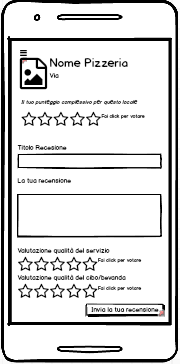 Nome Pizzeria
Via
Il tuo punteggio complessivo per questo locale
Fai click per votare
Titolo Recesione
La tua recensione
Valutazione qualità del servizio
Fai click per votare
Valutazione qualità del cibo/bevanda
Fai click per votare
Invia la tua recensione